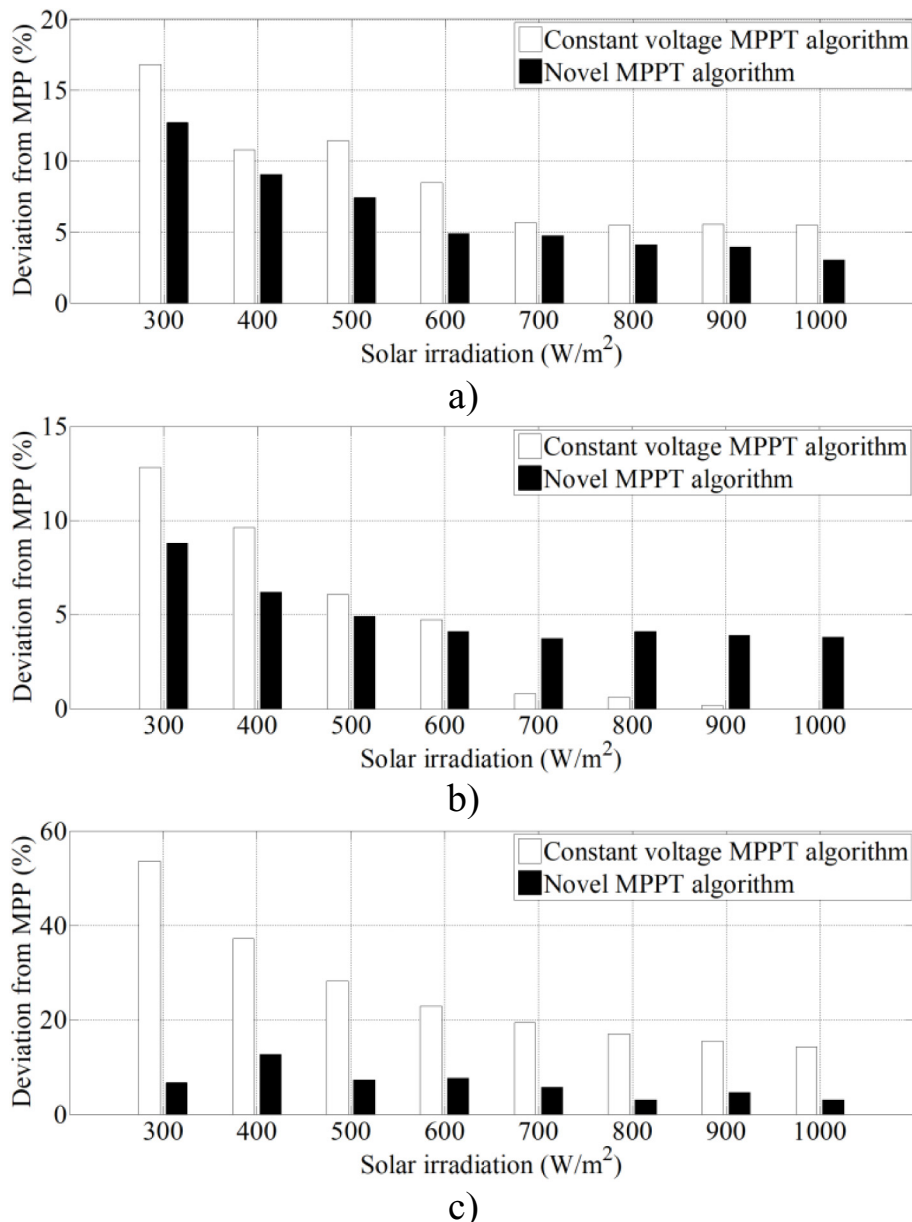 20
15
10
5
0
Deviation from MPP (%)
Constant voltage MPPT algorithm
Novel MPPT algorithm
300 400 500 600 700 800 900 1000
Solar irradiation (W/m²)
a)
15
10
5
0
Deviation from MPP (%)
Constant voltage MPPT algorithm
Novel MPPT algorithm
300 400 500 600 700 800 900 1000
Solar irradiation (W/m²)
b)
60
40
20
0
Deviation from MPP (%)
Constant voltage MPPT algorithm
Novel MPPT algorithm
300 400 500 600 700 800 900 1000
Solar irradiation (W/m²)
c)